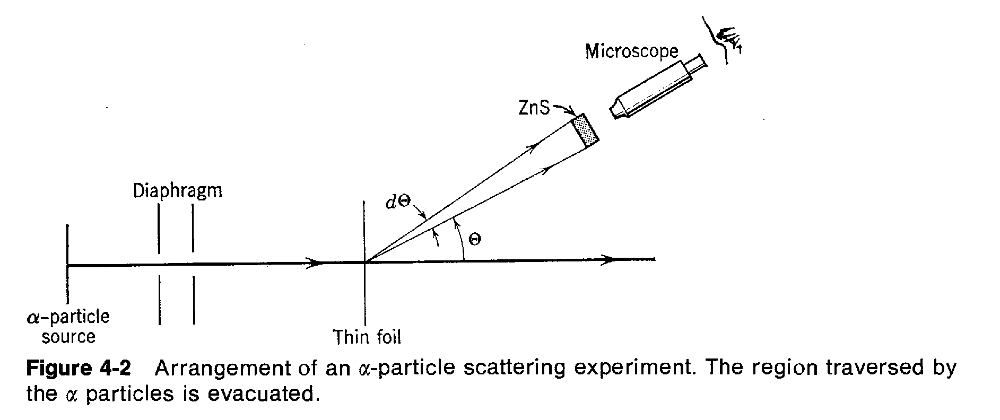 Microscope
ZnS
Diaphragm
dΘ
Θ
α-particle
source
Thin foil
Figure 4-2 Arrangement of an α-particle scattering experiment. The region traversed by
the α particles is evacuated.